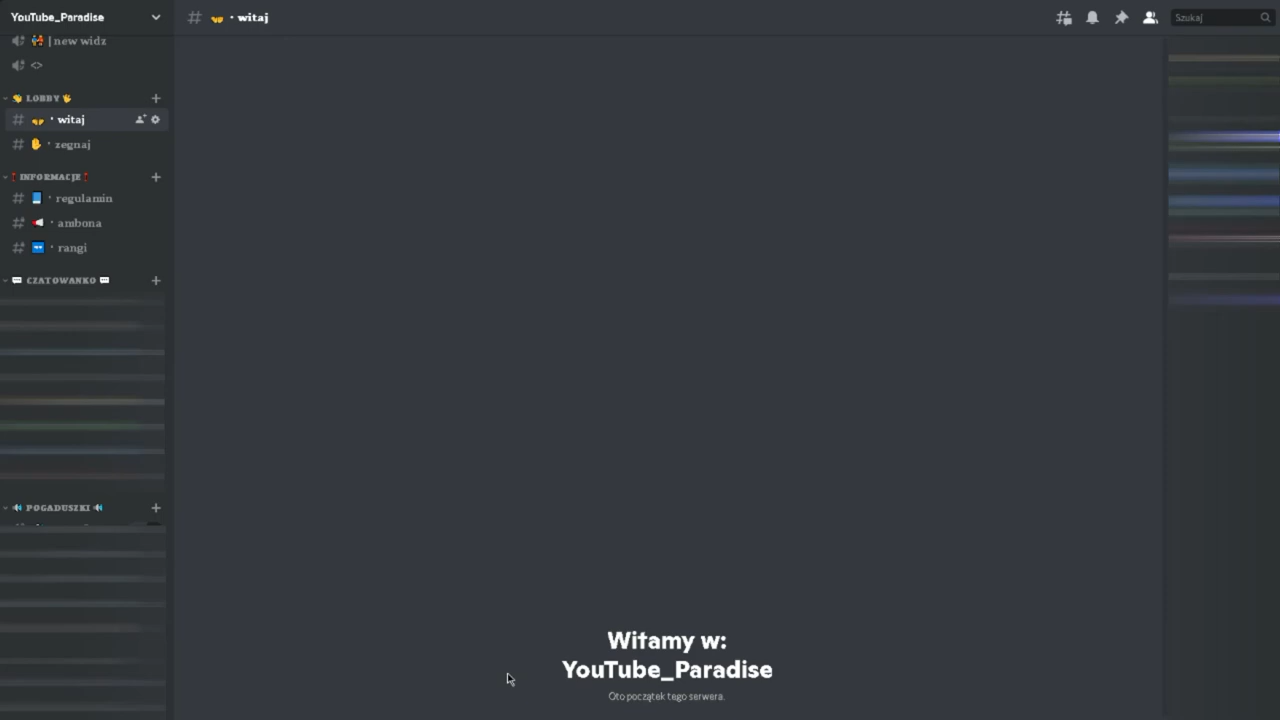 YouTube_Paradise
| new widz
<>
LOBBY
· witaj
· zegnaj
INFORMACJE
· regulamin
· ambona
· rangi
CZATOWANKO
POGADUSZKI
· witaj
Szukaj
Witamy w:
YouTube_Paradise
Oto początek tego serwera.